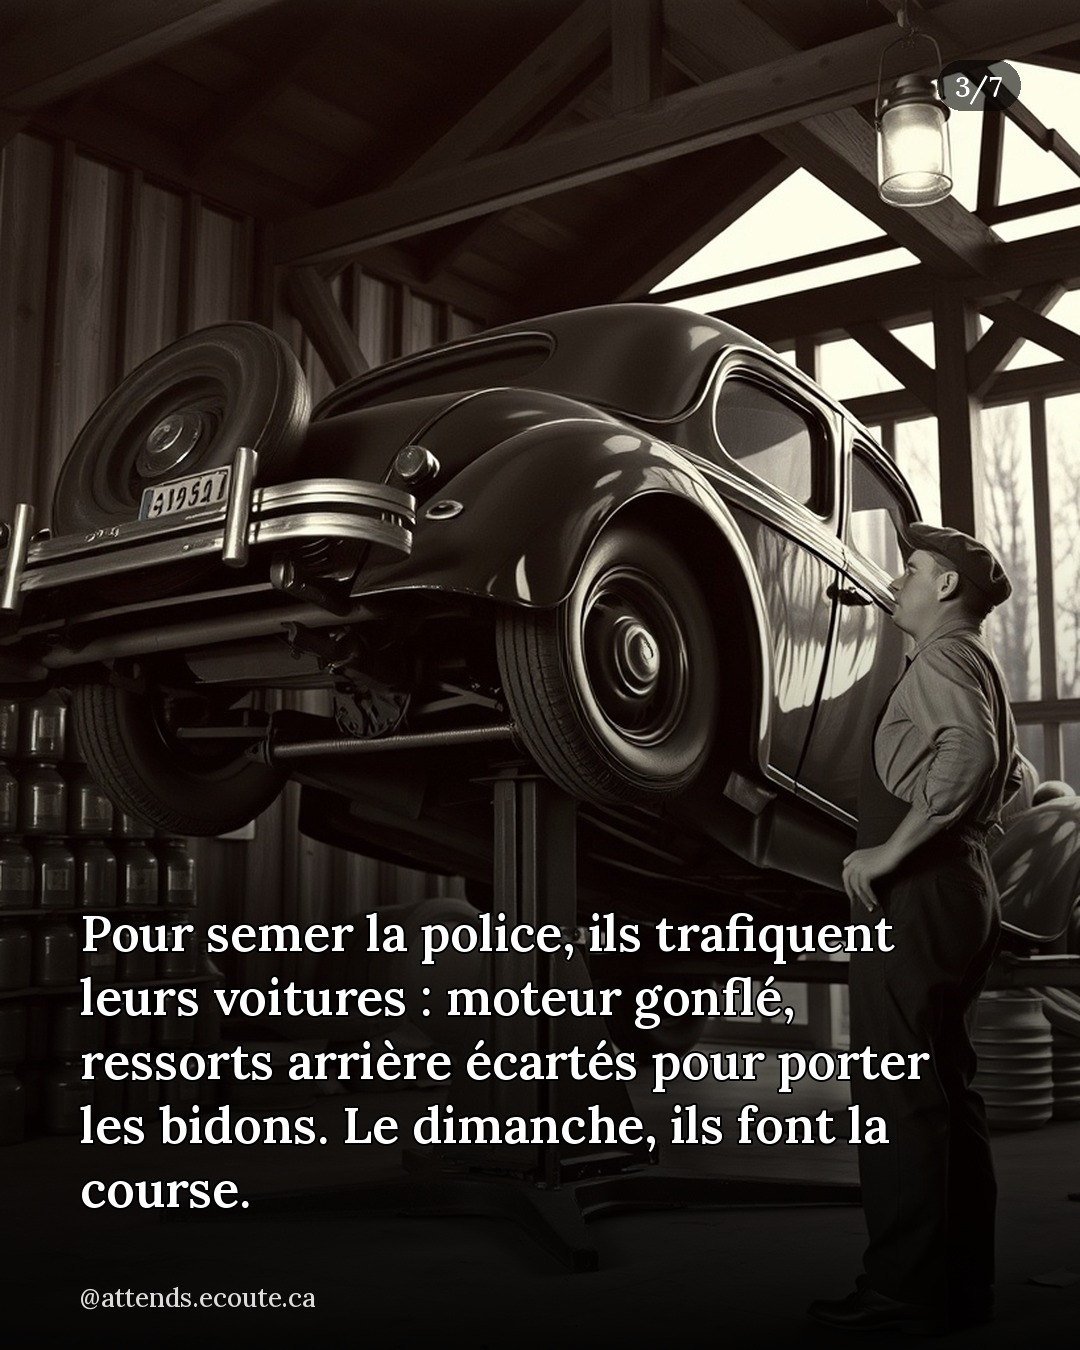 3/7
Pour semer la police, ils trafiquent
leurs voitures : moteur gonflé,
ressorts arrière écartés pour porter
les bidons. Le dimanche, ils font la
course.
@attends.ecoute.ca